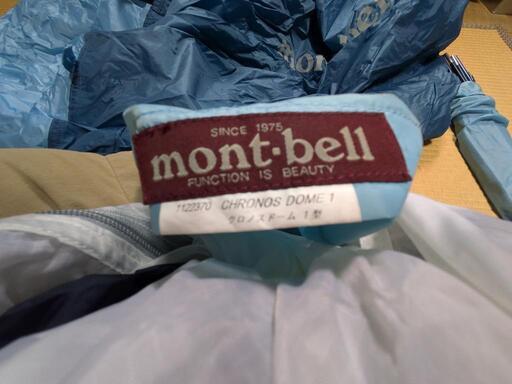 SINCE 1975
mont-bell
FUNCTION IS BEAUTY
1122370 CHRONOS DOME 1
クロノスドーム 1型
mont